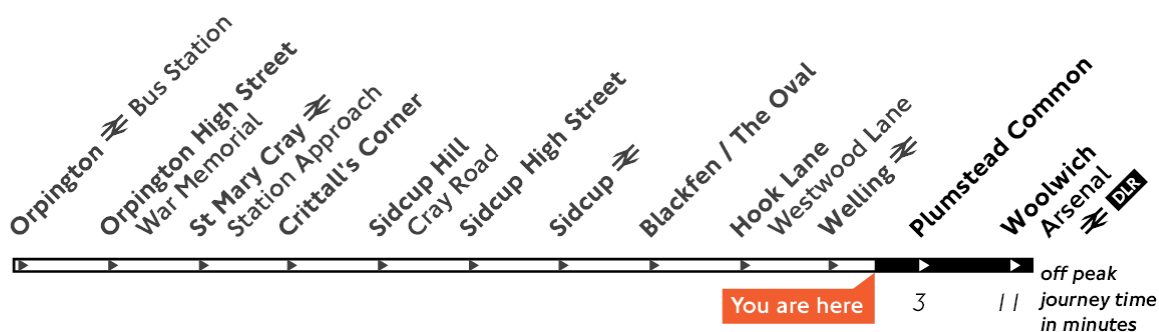 Orpington Bus Station
Orpington High Street
War Memorial
St Mary Cray
Station Approach
Crittall's Corner
Sidcup Hill
Cray Road
Sidcup High Street
Sidcup
Blackfen / The Oval
Hook Lane
Westwood Lane
Welling
Plumstead Common
Woolwich
Arsenal
DLR
You are here
3
11
off peak
journey time
in minutes